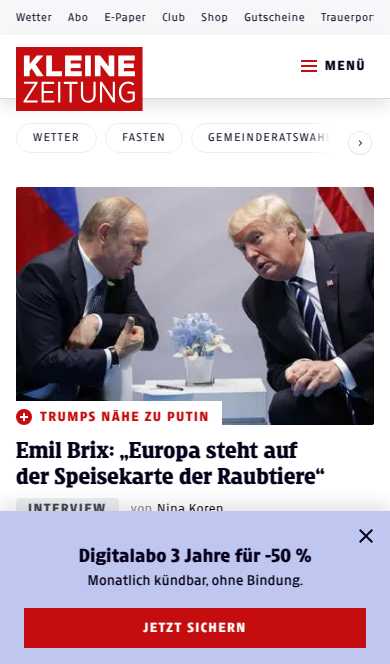 Wetter Abo E-Paper Club Shop Gutscheine Trauerport
KLEINE
ZEITUNG
MENÜ
WETTER FASTEN GEMEINDERATSWAH
TRUMPS NÄHE ZU PUTIN
Emil Brix: „Europa steht auf
der Speisekarte der Raubtiere“
INTERVIEW von Nina Koren
Digitalabo 3 Jahre für -50 %
Monatlich kündbar, ohne Bindung.
JETZT SICHERN